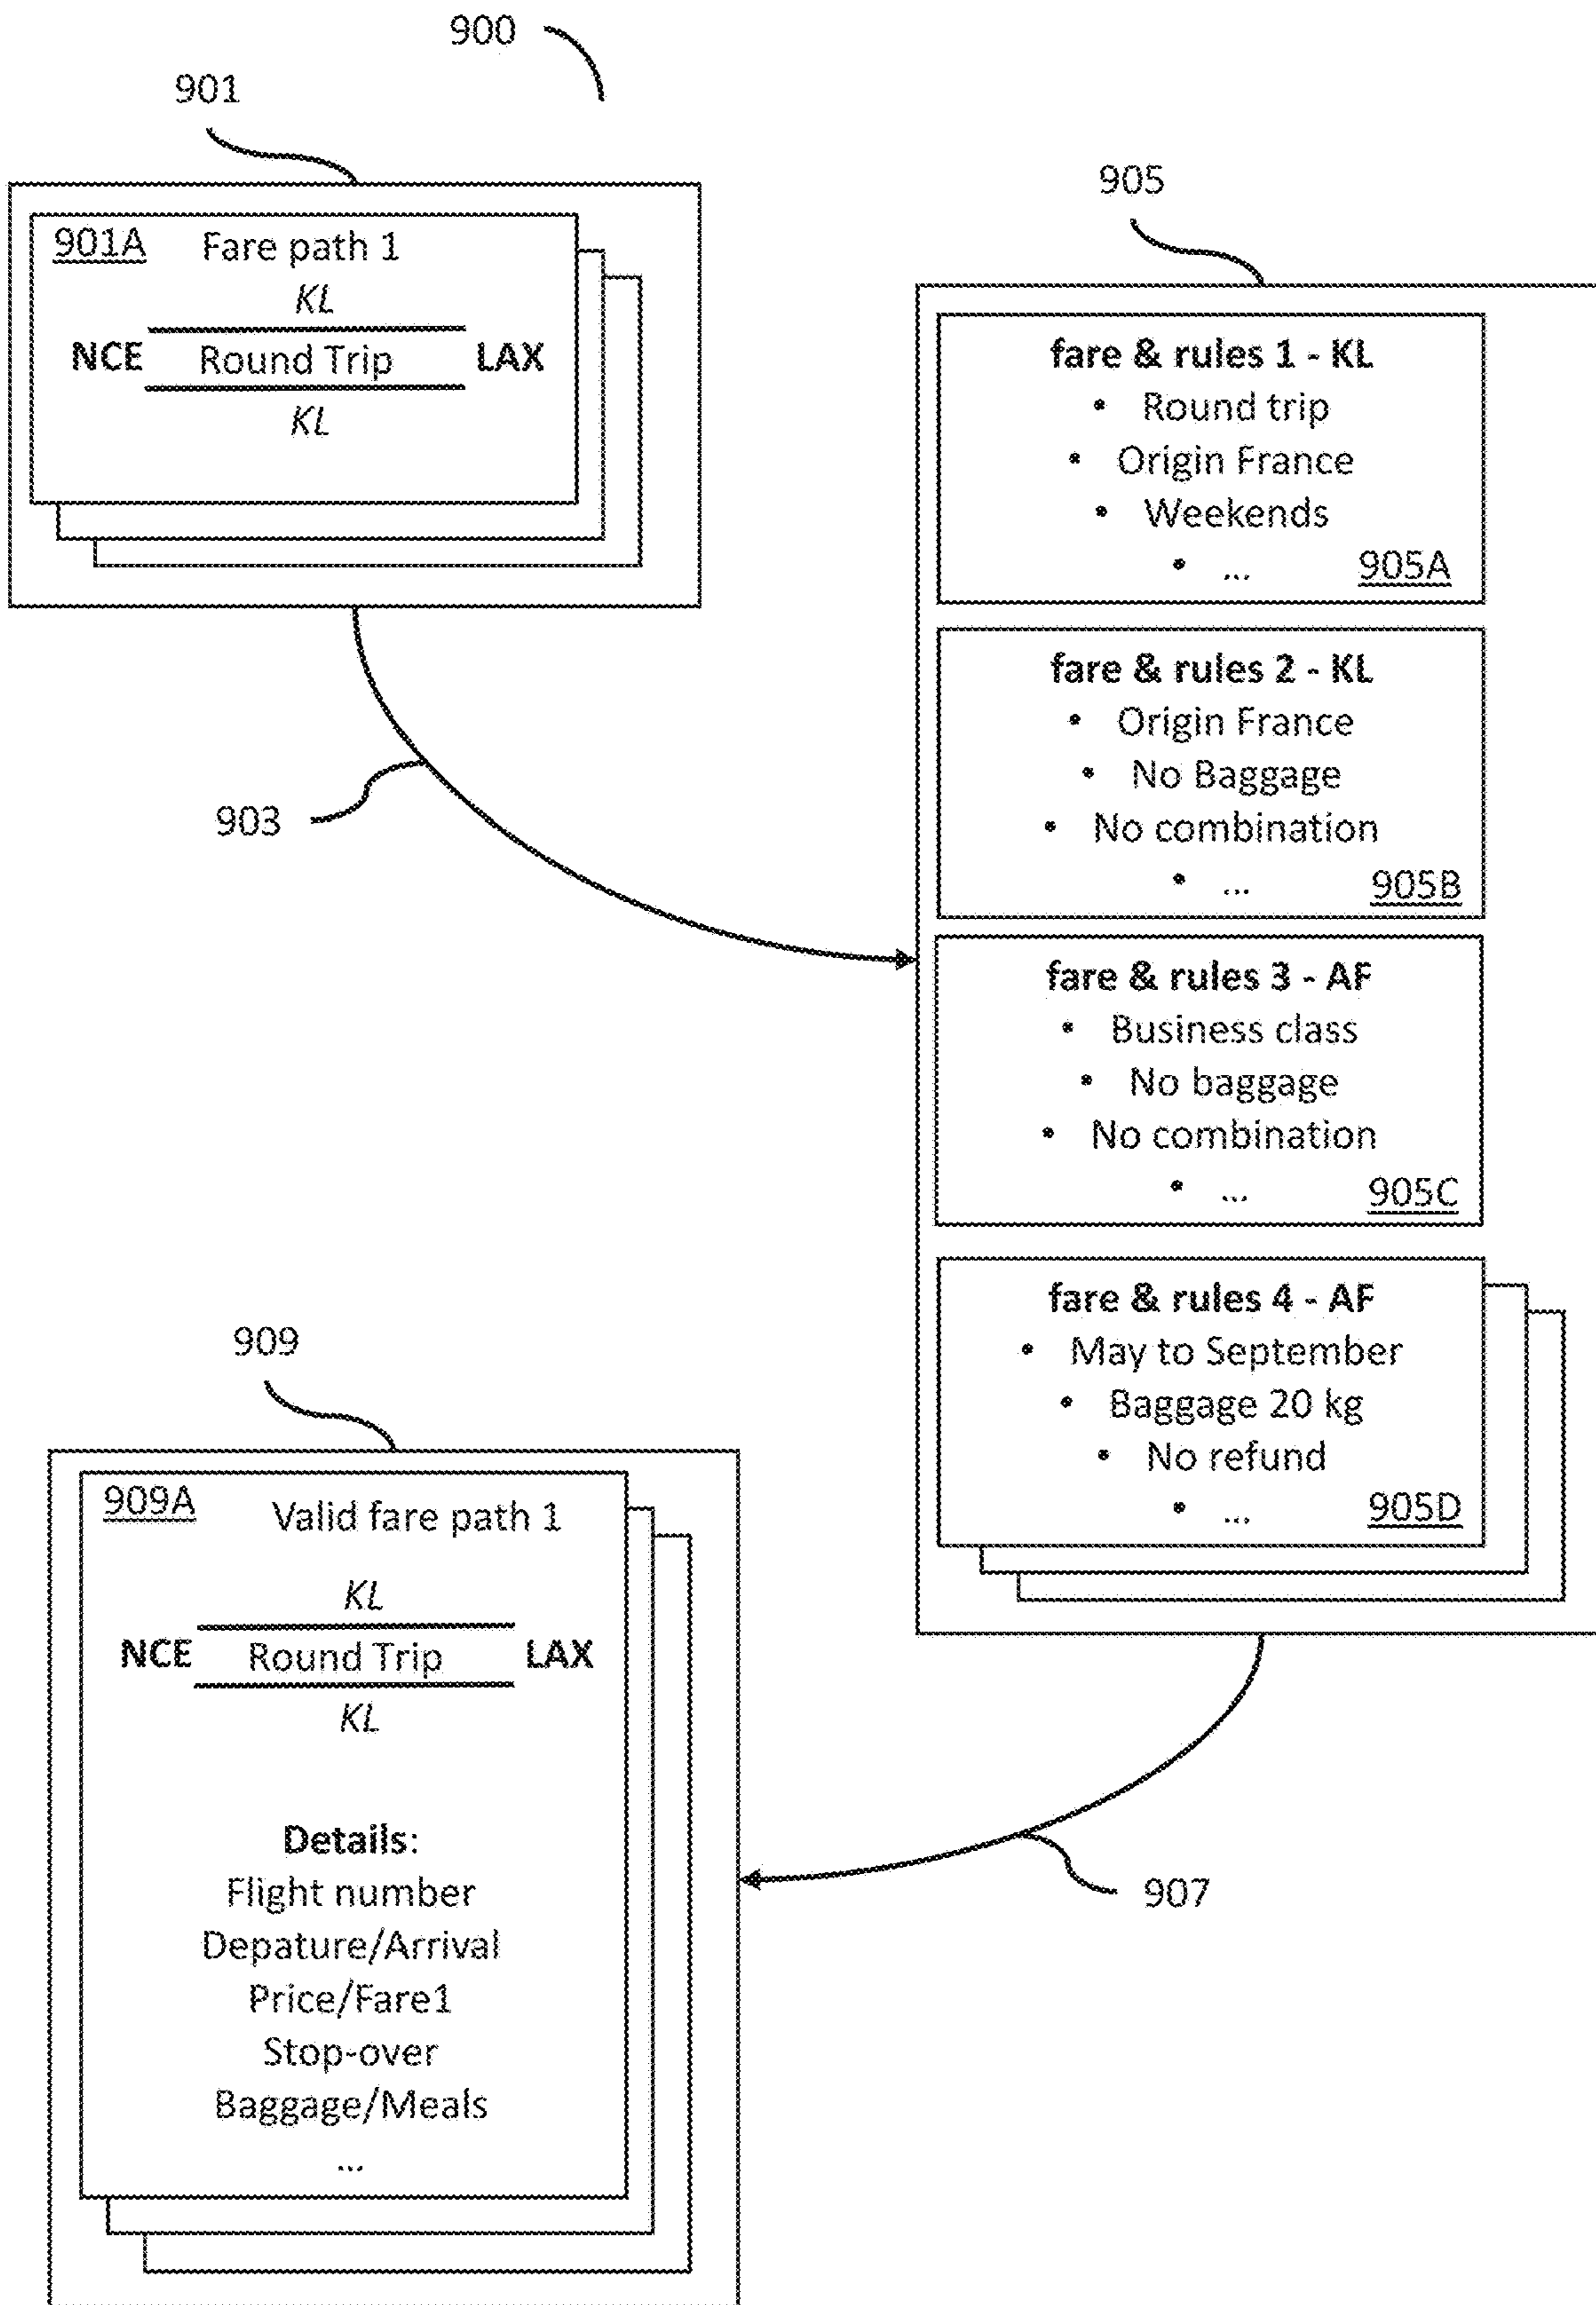 900
901
901A Fare path 1
KL
NCE Round Trip LAX
KL
903
905
fare & rules 1 - KL
• Round trip
• Origin France
• Weekends
• ... 905A
fare & rules 2 - KL
• Origin France
• No Baggage
• No combination
• ... 905B
fare & rules 3 - AF
• Business class
• No baggage
• No combination
• ... 905C
fare & rules 4 - AF
• May to September
• Baggage 20 kg
• No refund
• ... 905D
907
909
909A Valid fare path 1
KL
NCE Round Trip LAX
KL
Details:
Flight number
Depature/Arrival
Price/Fare1
Stop-over
Baggage/Meals
...